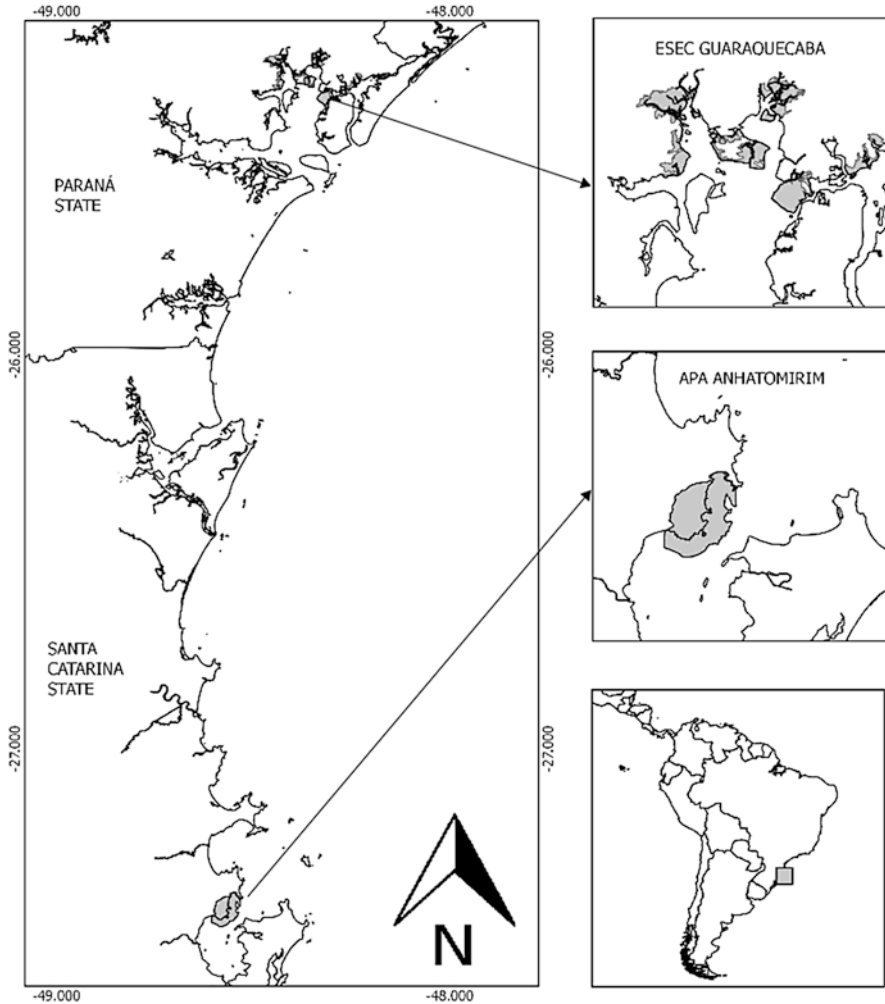 -49.000
-48.000
ESEC GUARAQUECABA
PARANÁ
STATE
-26.000
-26.000
APA ANHATOMIRIM
SANTA
CATARINA
STATE
-27.000
-27.000
N
-49.000
-48.000